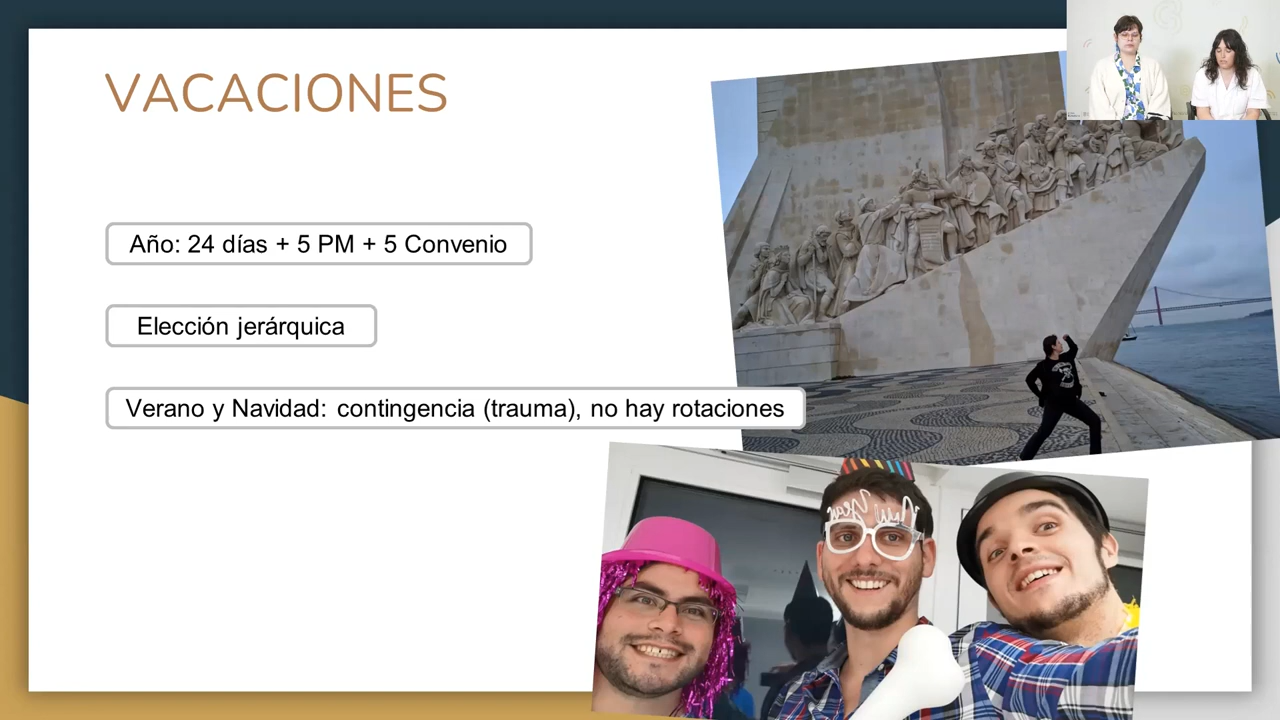 VACACIONES
Año: 24 días + 5 PM + 5 Convenio
Elección jerárquica
Verano y Navidad: contingencia (trauma), no hay rotaciones